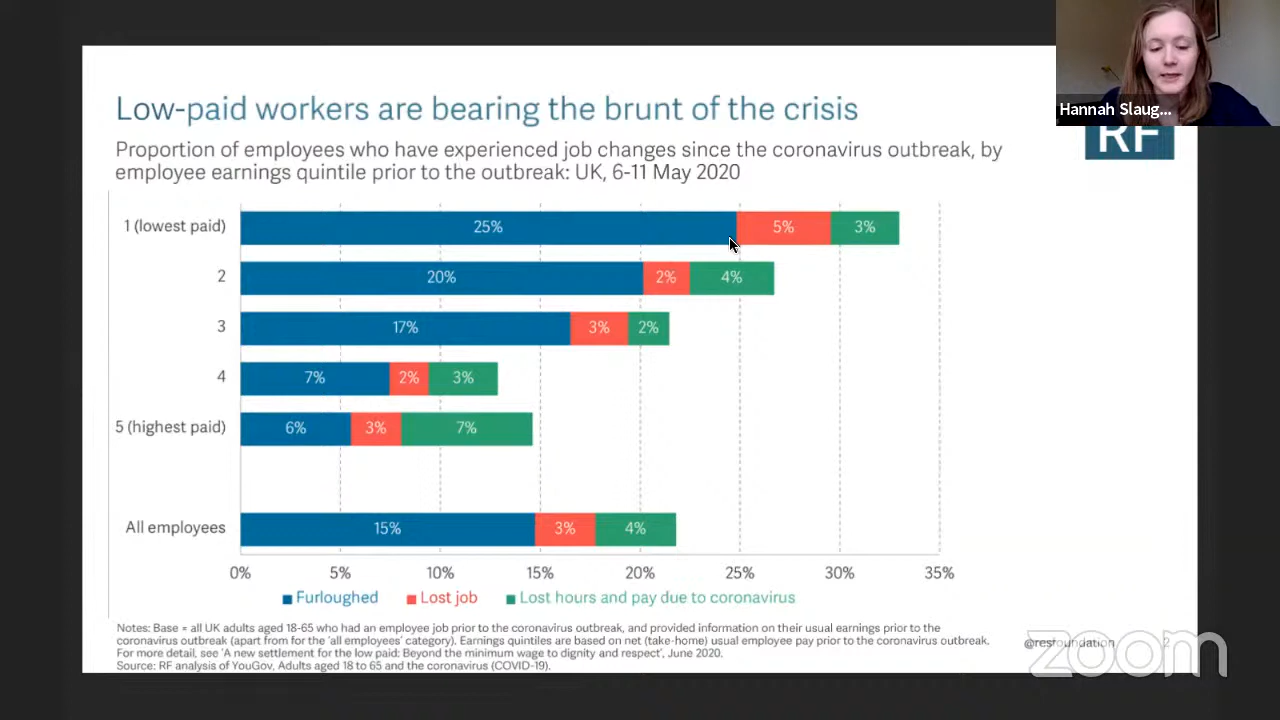 Low-paid workers are bearing the brunt of the crisis
Hannah Slaug...
RF
Proportion of employees who have experienced job changes since the coronavirus outbreak, by
employee earnings quintile prior to the outbreak: UK, 6-11 May 2020
1 (lowest paid) 25% 5% 3%
2 20% 2% 4%
3 17% 3% 2%
4 7% 2% 3%
5 (highest paid) 6% 3% 7%
All employees 15% 3% 4%
0% 5% 10% 15% 20% 25% 30% 35%
Furloughed Lost job Lost hours and pay due to coronavirus
Notes: Base = all UK adults aged 18-65 who had an employee job prior to the coronavirus outbreak, and provided information on their usual earnings prior to the
coronavirus outbreak (apart from for the 'all employees' category). Earnings quintiles are based on net (take-home) usual employee pay prior to the coronavirus outbreak.
For more detail, see 'A new settlement for the low paid: Beyond the minimum wage to dignity and respect', June 2020.
Source: RF analysis of YouGov, Adults aged 18 to 65 and the coronavirus (COVID-19).
@resfoundation 2
zoom